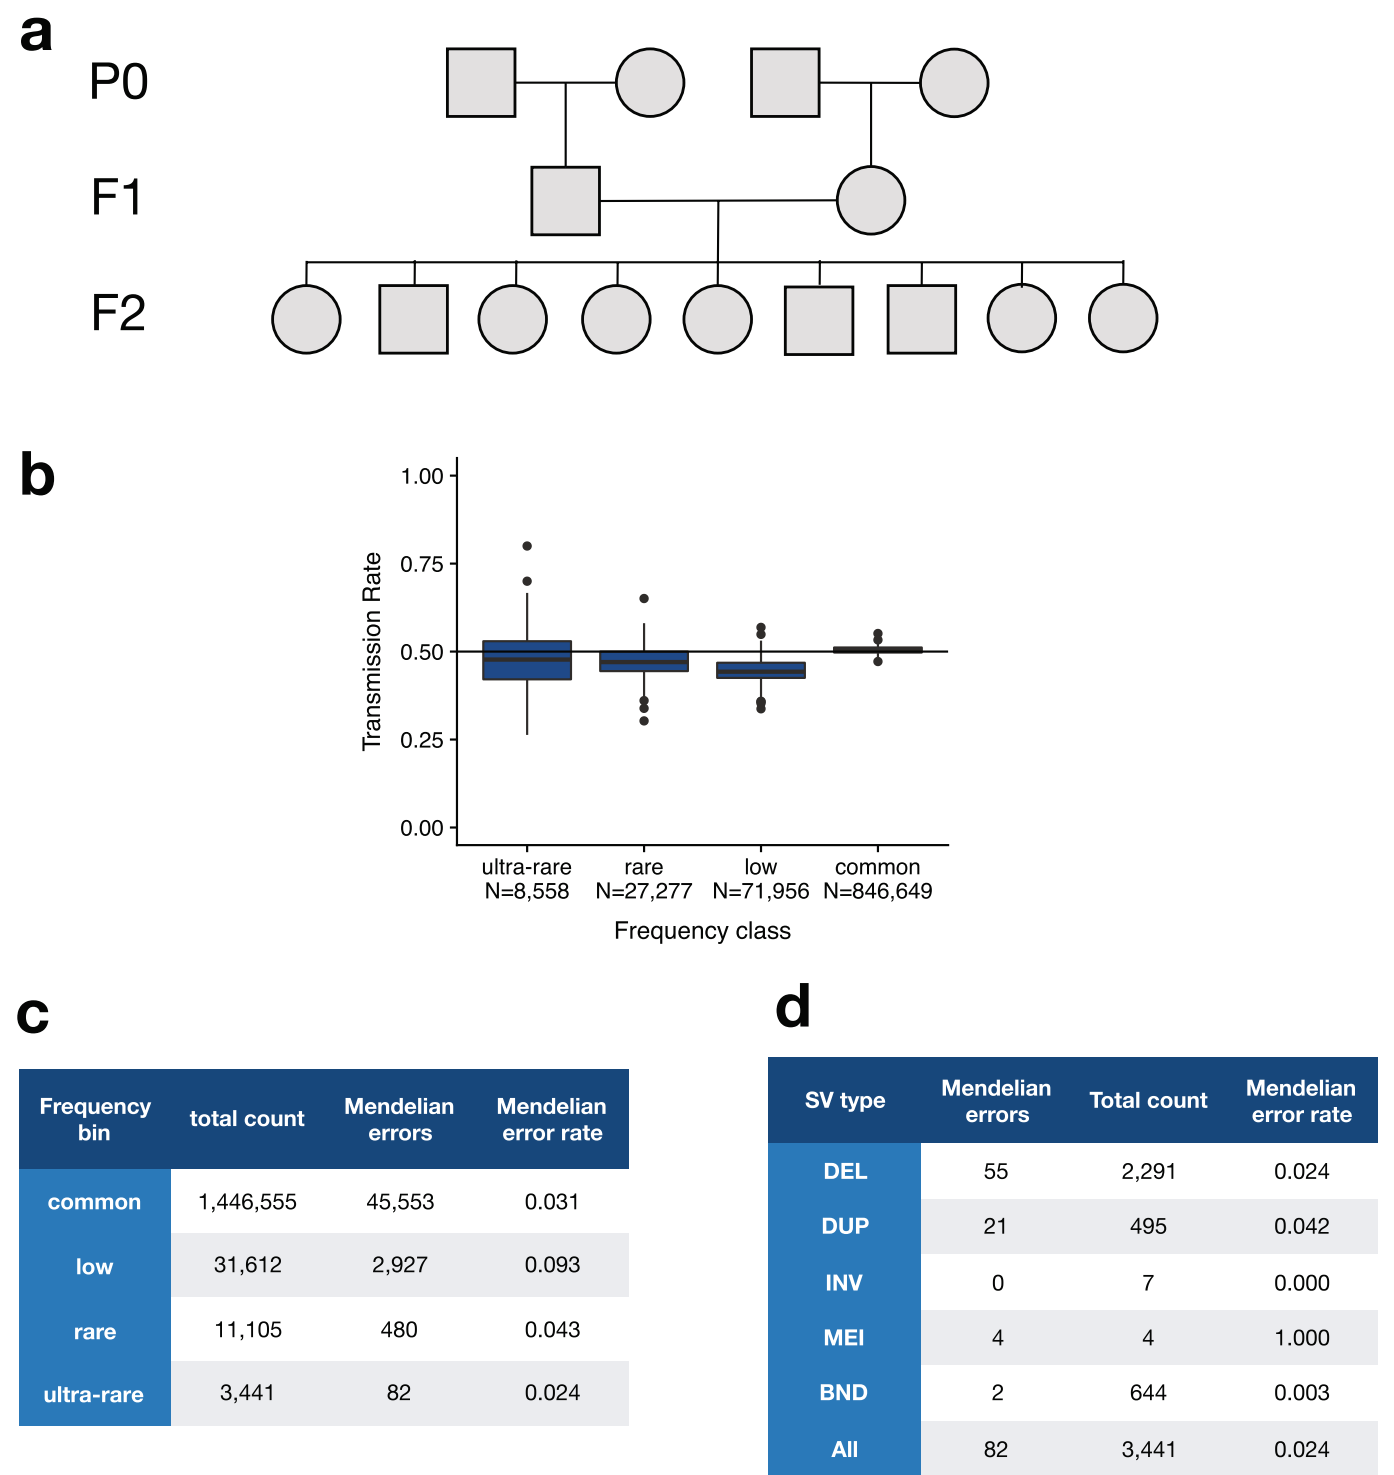 a
P0
F1
F2
b
1.00
0.75
0.50
0.25
0.00
Transmission Rate
ultra-rare rare low common
N=8,558 N=27,277 N=71,956 N=846,649
Frequency class
c
Frequency bin total count Mendelian errors Mendelian error rate
common 1,446,555 45,553 0.031
low 31,612 2,927 0.093
rare 11,105 480 0.043
ultra-rare 3,441 82 0.024
d
SV type Mendelian errors Total count Mendelian error rate
DEL 55 2,291 0.024
DUP 21 495 0.042
INV 0 7 0.000
MEI 4 4 1.000
BND 2 644 0.003
All 82 3,441 0.024